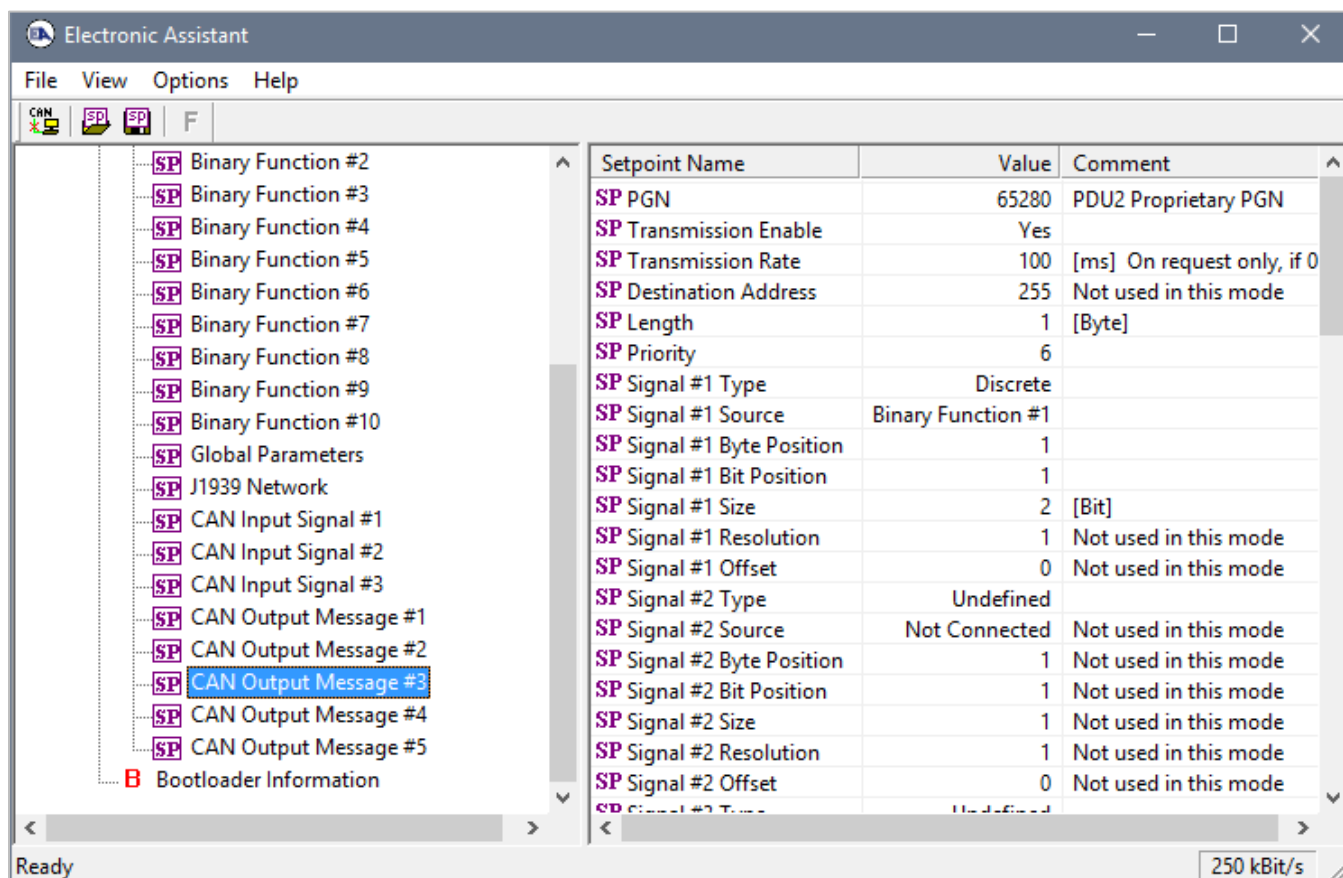 Electronic Assistant
File View Options Help
CAN SP SP F
SP Binary Function #2
SP Binary Function #3
SP Binary Function #4
SP Binary Function #5
SP Binary Function #6
SP Binary Function #7
SP Binary Function #8
SP Binary Function #9
SP Binary Function #10
SP Global Parameters
SP J1939 Network
SP CAN Input Signal #1
SP CAN Input Signal #2
SP CAN Input Signal #3
SP CAN Output Message #1
SP CAN Output Message #2
SP CAN Output Message #3
SP CAN Output Message #4
SP CAN Output Message #5
B Bootloader Information
Setpoint Name Value Comment
SP PGN 65280 PDU2 Proprietary PGN
SP Transmission Enable Yes
SP Transmission Rate 100 [ms] On request only, if 0
SP Destination Address 255 Not used in this mode
SP Length 1 [Byte]
SP Priority 6
SP Signal #1 Type Discrete
SP Signal #1 Source Binary Function #1
SP Signal #1 Byte Position 1
SP Signal #1 Bit Position 1
SP Signal #1 Size 2 [Bit]
SP Signal #1 Resolution 1 Not used in this mode
SP Signal #1 Offset 0 Not used in this mode
SP Signal #2 Type Undefined
SP Signal #2 Source Not Connected Not used in this mode
SP Signal #2 Byte Position 1 Not used in this mode
SP Signal #2 Bit Position 1 Not used in this mode
SP Signal #2 Size 1 Not used in this mode
SP Signal #2 Resolution 1 Not used in this mode
SP Signal #2 Offset 0 Not used in this mode
Ready 250 kBit/s